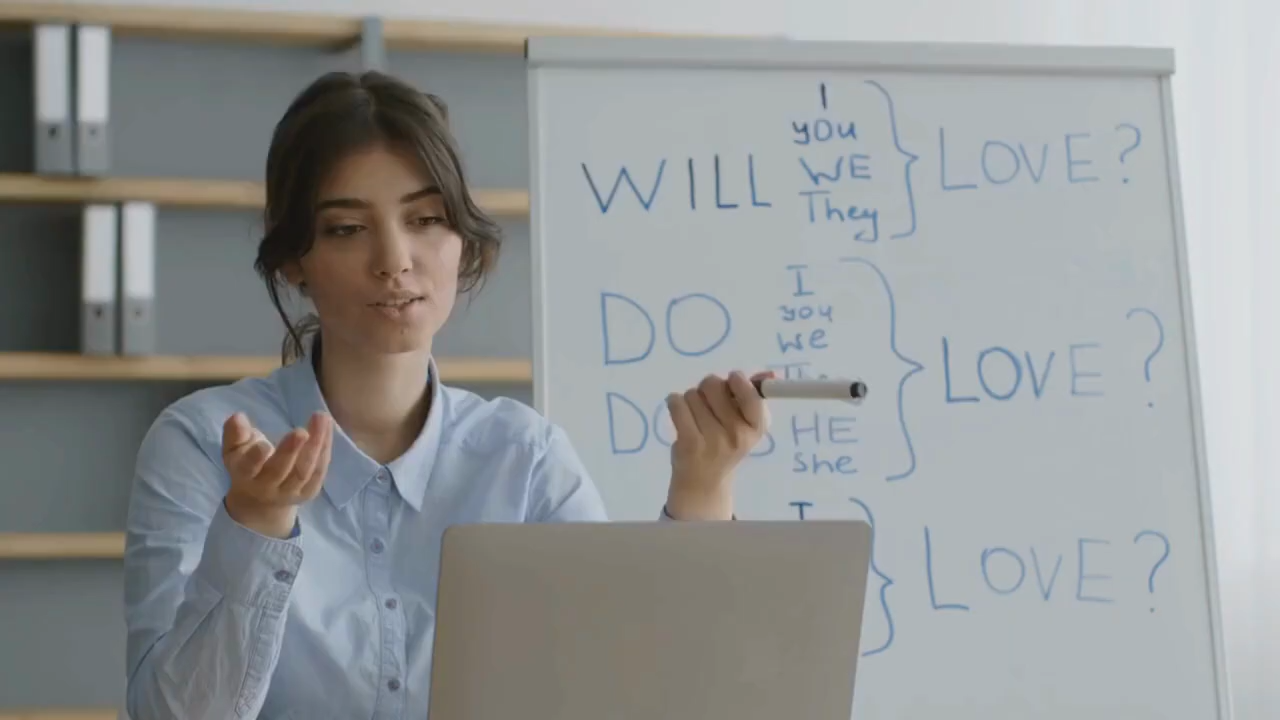 I
you
WILL WE LOVE?
They
I
you
DO we LOVE ?
HE
she
I
LOVE?